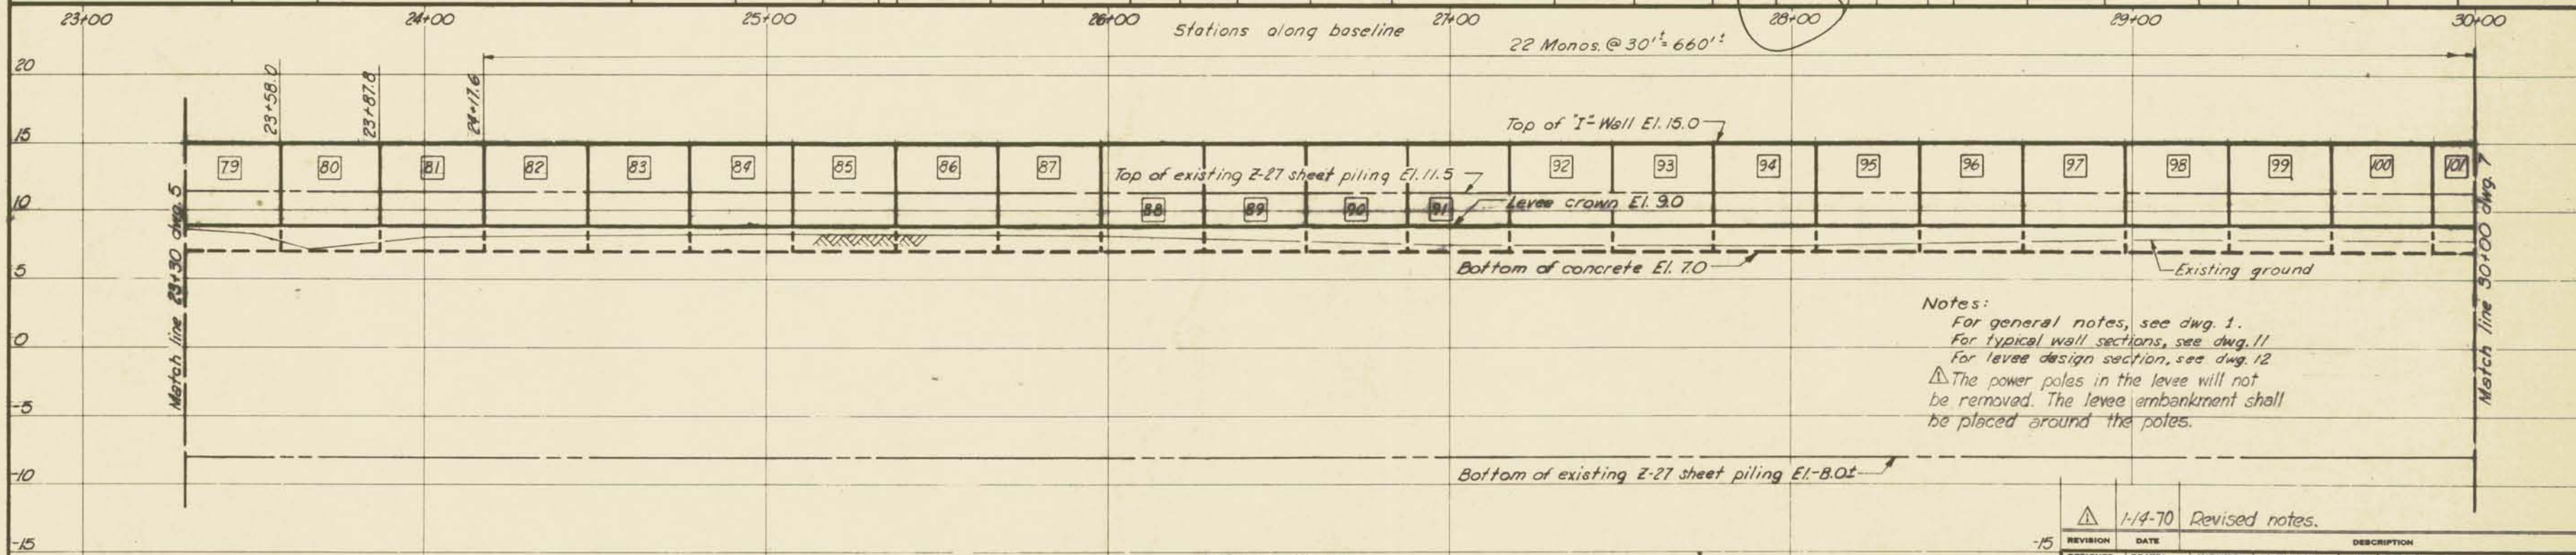 23+00 24+00 25+00 26+00 27+00 28+00 29+00 30+00
Stations along baseline
22 Monos. @ 30'± = 660'±
20
23+58.0
23+87.8
24+17.6
15
Top of "I"-Wall El. 15.0
79 80 81 82 83 84 85 86 87 92 93 94 95 96 97 98 99 100 101
Top of existing Z-27 sheet piling El. 11.5
10
88 89 90 91
Levee crown El. 9.0
Match line 23+30 dwg. 5
Match line 30+00 dwg. 7
5
Bottom of concrete El. 7.0
Existing ground
Notes:
For general notes, see dwg. 1.
For typical wall sections, see dwg. 11
0
For levee design section, see dwg. 12
1 The power poles in the levee will not
be removed. The levee embankment shall
-5
be placed around the poles.
-10
Bottom of existing Z-27 sheet piling El.-8.0±
1 1-14-70 Revised notes.
-15
-15
REVISION DATE DESCRIPTION